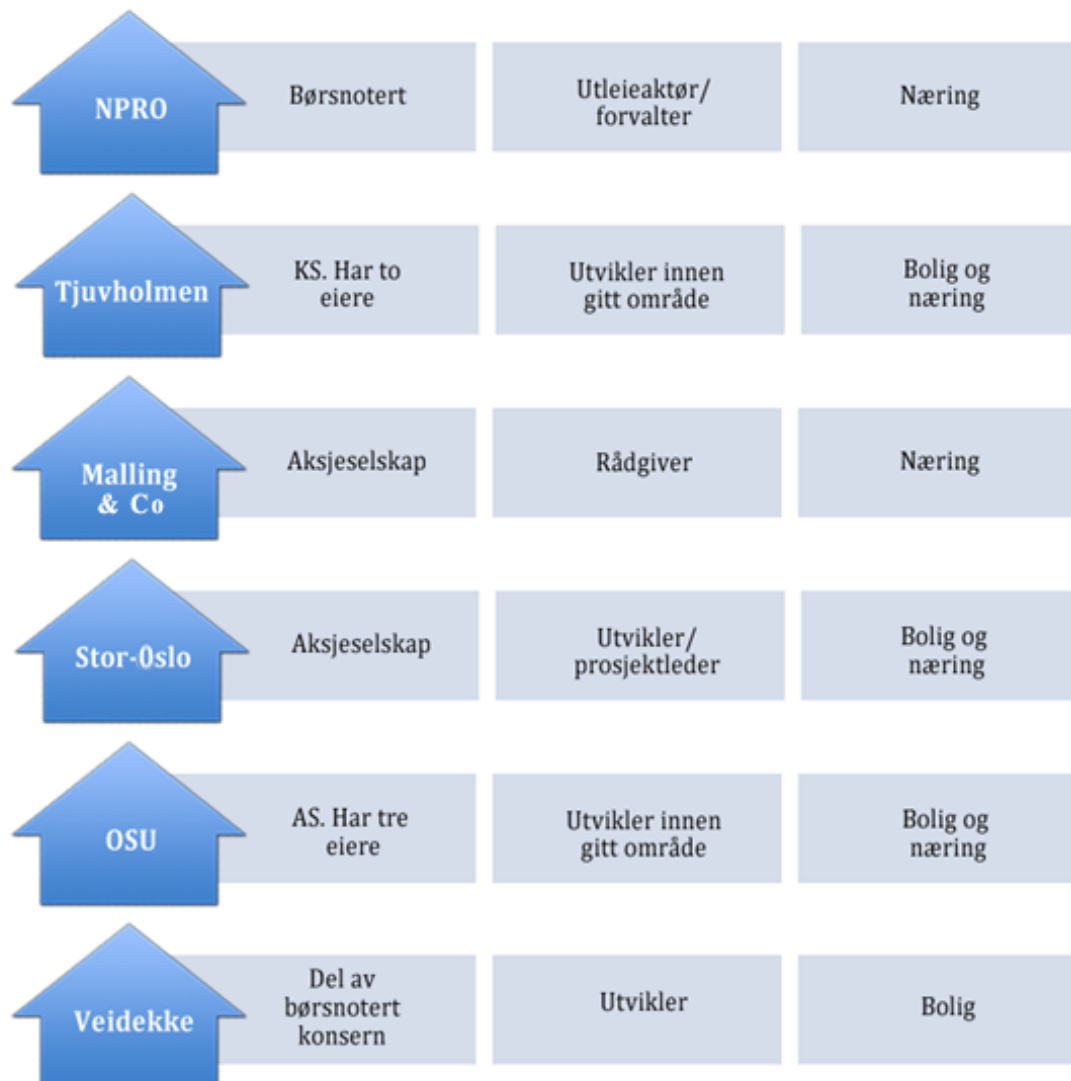 NPRO
Børsnotert
Utleieaktør/
forvalter
Næring
Tjuvholmen
KS. Har to
eiere
Utvikler innen
gitt område
Bolig og
næring
Malling
& Co
Aksjeselskap
Rådgiver
Næring
Stor-Oslo
Aksjeselskap
Utvikler/
prosjektleder
Bolig og
næring
OSU
AS. Har tre
eiere
Utvikler innen
gitt område
Bolig og
næring
Veidekke
Del av
børsnotert
konsern
Utvikler
Bolig